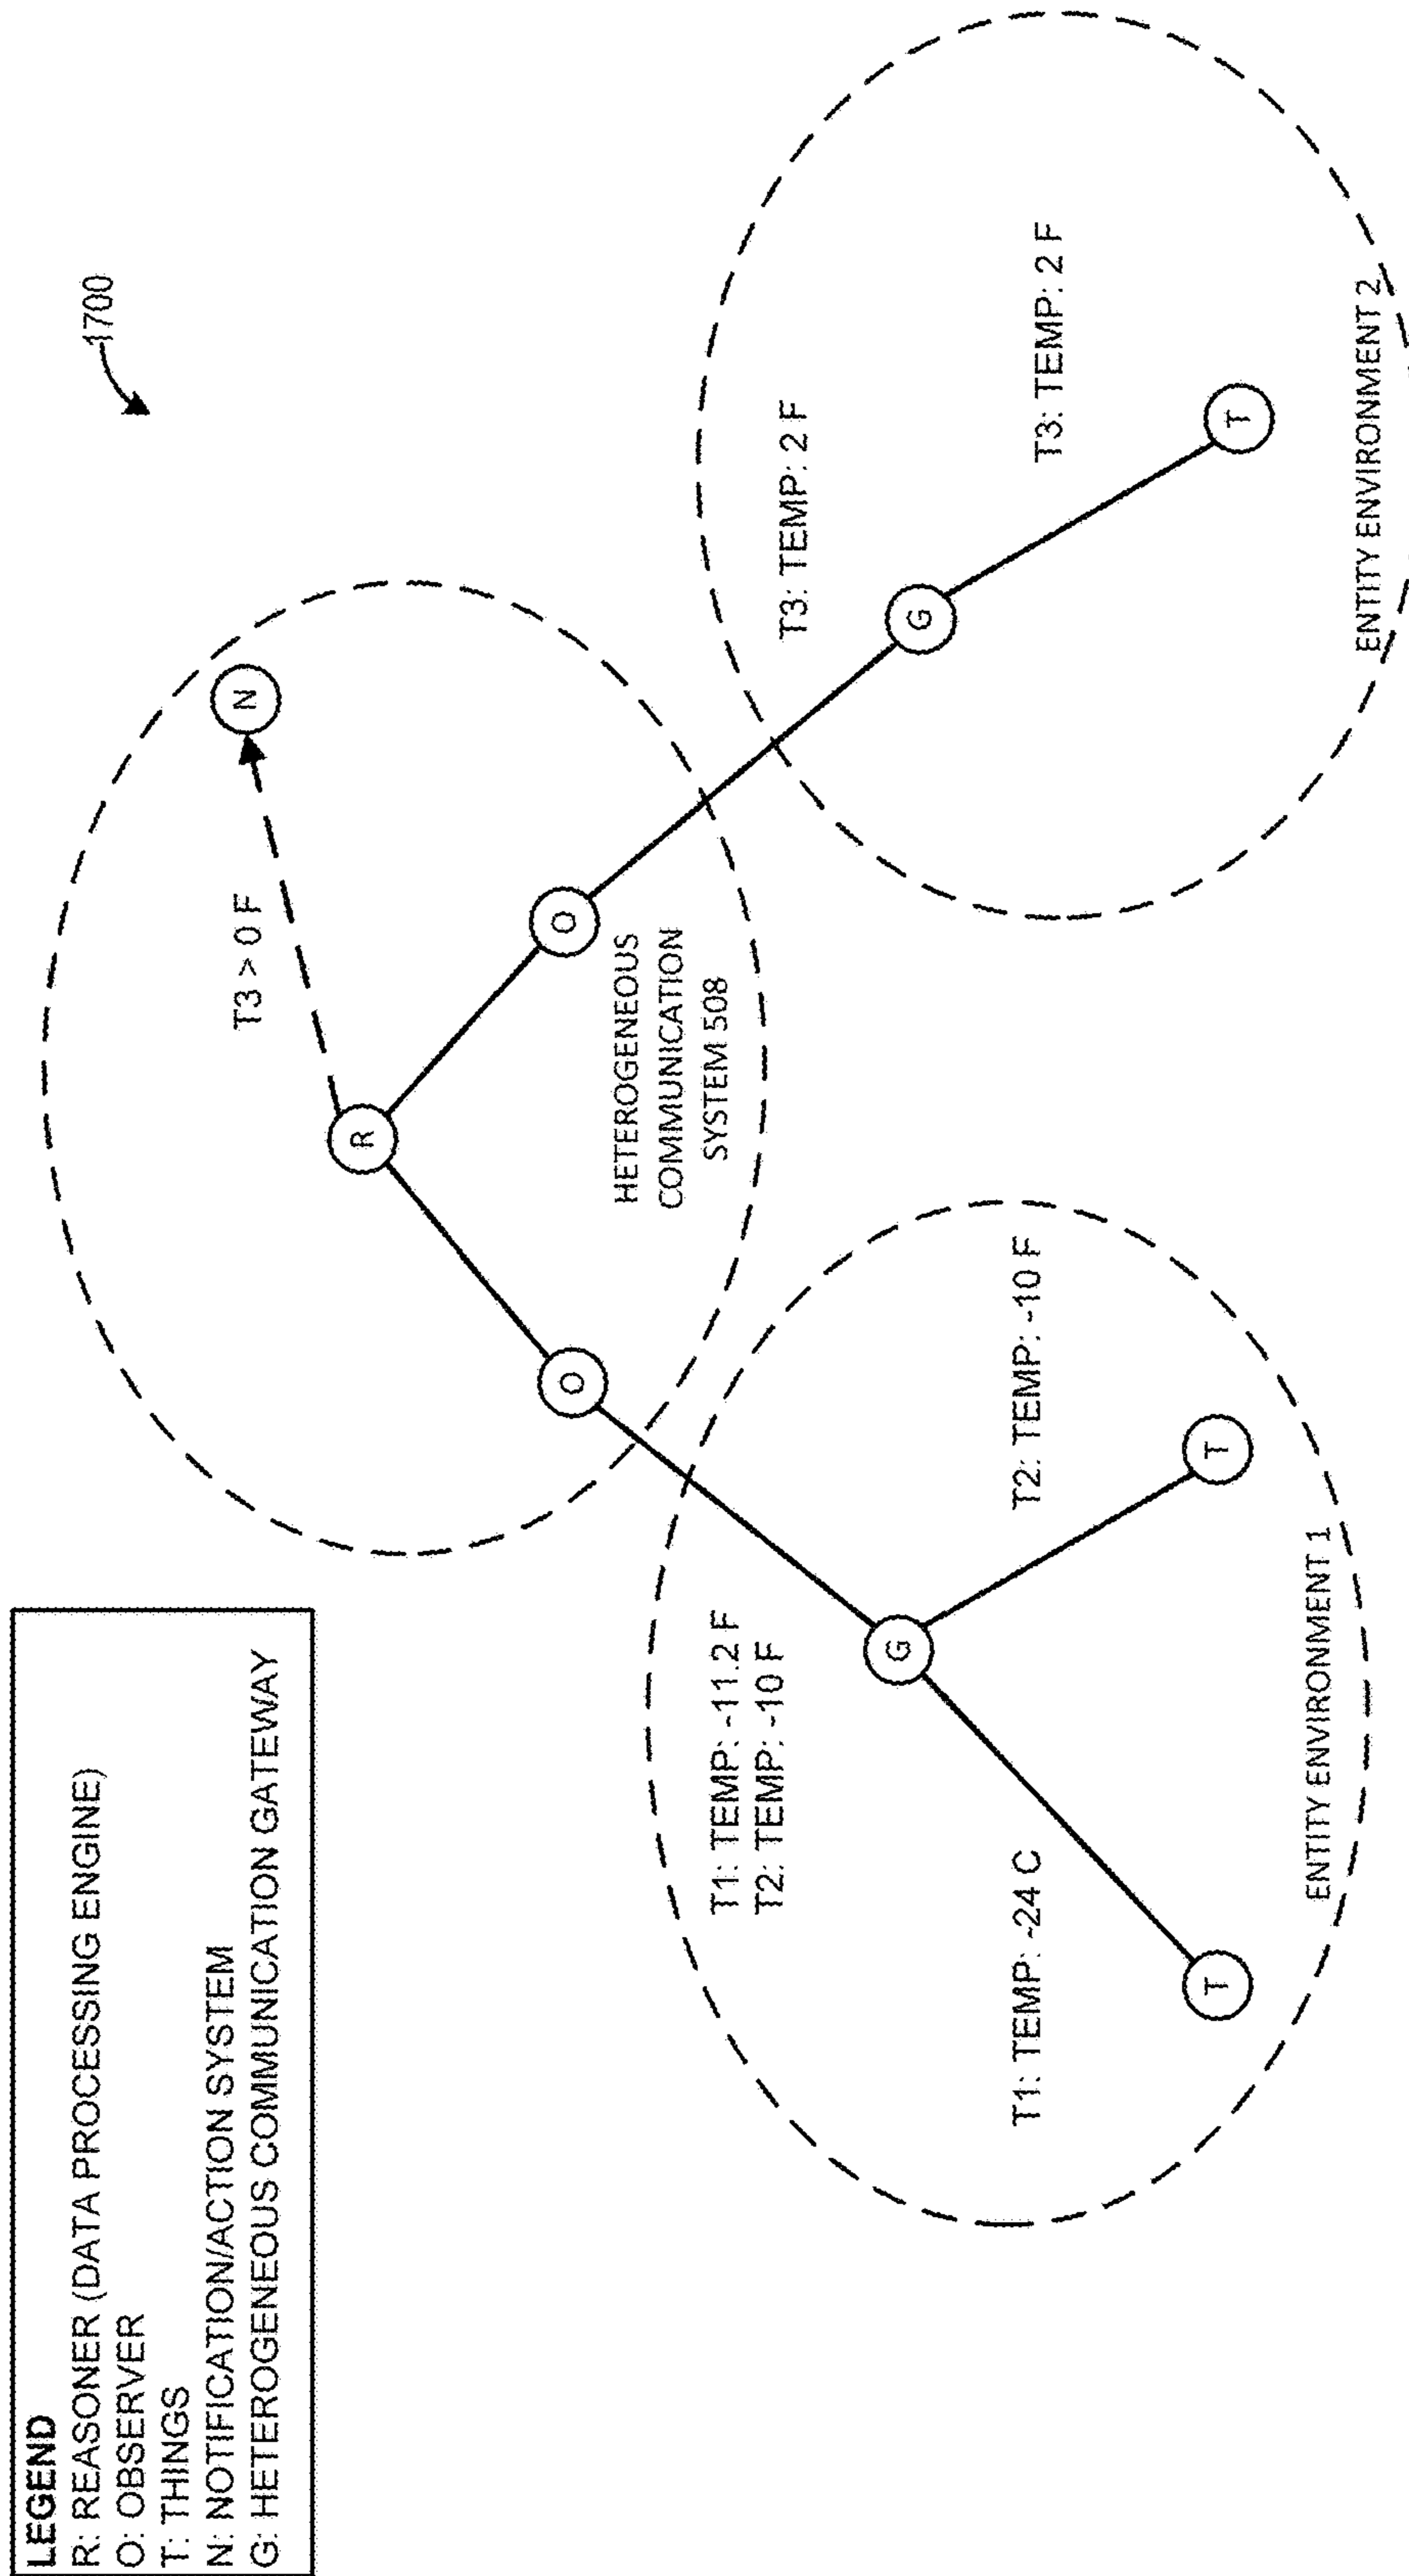 LEGEND
R: REASONER (DATA PROCESSING ENGINE)
O: OBSERVER
T: THINGS
N: NOTIFICATION/ACTION SYSTEM
G: HETEROGENEOUS COMMUNICATION GATEWAY
1700
N
T3 > 0 F
R
O
O
HETEROGENEOUS
COMMUNICATION
SYSTEM 508
T1: TEMP: -11.2 F
T2: TEMP: -10 F
G
T1: TEMP: -24 C
T2: TEMP: -10 F
T
T
ENTITY ENVIRONMENT 1
T3: TEMP: 2 F
G
T3: TEMP: 2 F
T
ENTITY ENVIRONMENT 2